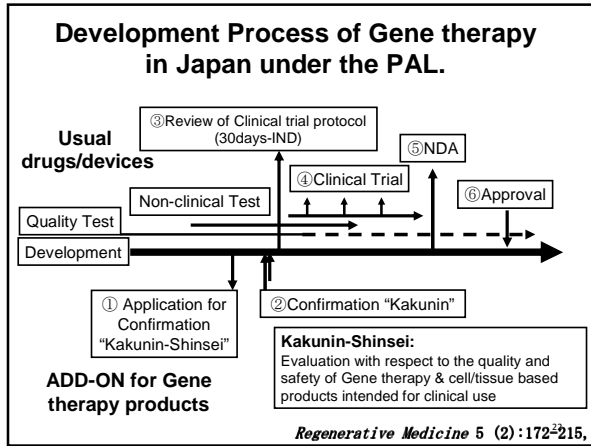 Development Process of Gene therapy
in Japan under the PAL.
③Review of Clinical trial protocol
(30days-IND)
Usual
drugs/devices
⑤NDA
④Clinical Trial
Non-clinical Test
⑥Approval
Quality Test
Development
① Application for
Confirmation
“Kakunin-Shinsei”
②Confirmation “Kakunin”
Kakunin-Shinsei:
Evaluation with respect to the quality and
safety of Gene therapy & cell/tissue based
products intended for clinical use
ADD-ON for Gene
therapy products
Regenerative Medicine 5 (2):172-215,